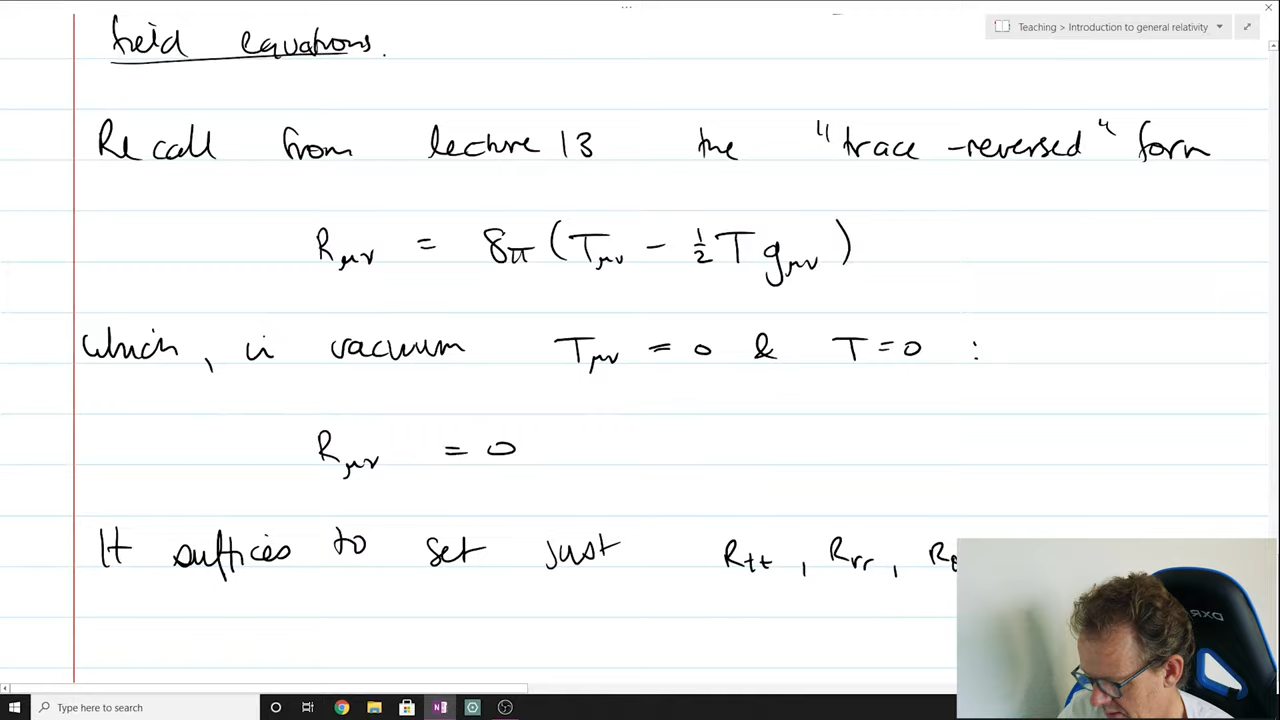 field equations.
Teaching > Introduction to general relativity
Recall from lecture 13 the "trace-reversed" form
Rμν = 8π (Tμν - ½ T gμν)
which, in vacuum Tμν = 0 & T = 0 :
Rμν = 0
It suffices to set just Rtt , Rrr ,
DXR
Type here to search